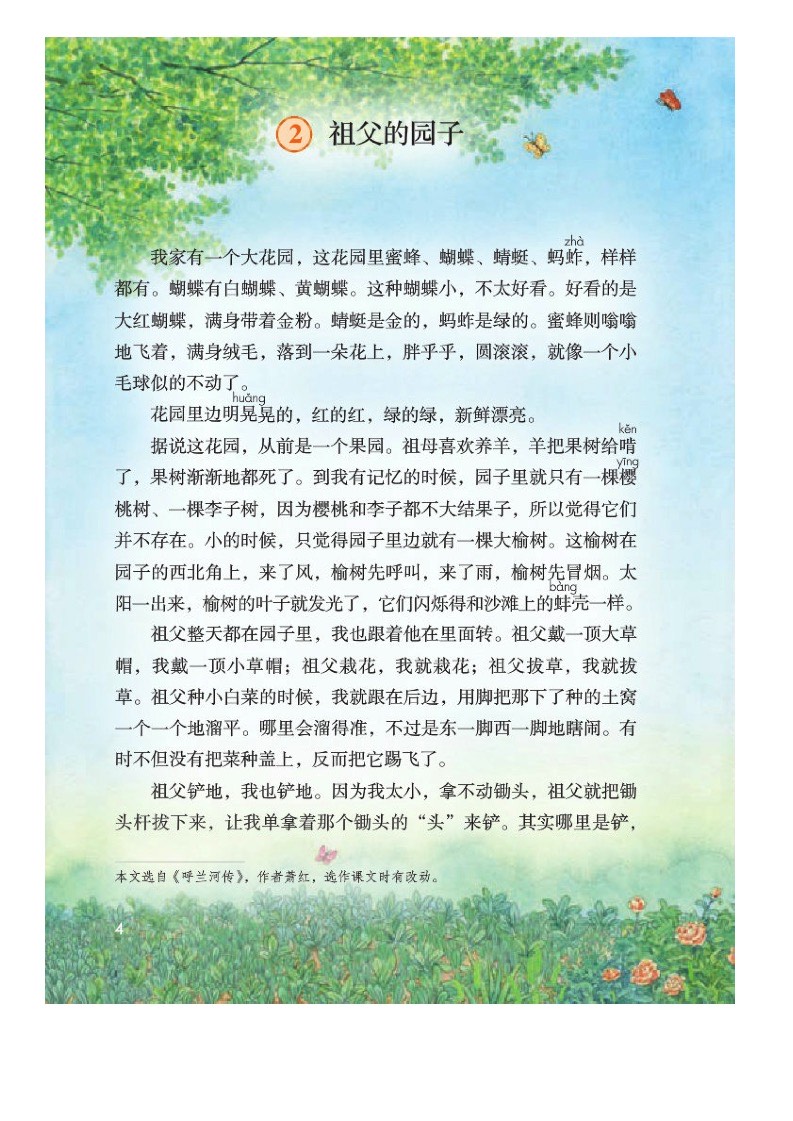 2 祖父的园子
zhà
我家有一个大花园，这花园里蜜蜂、蝴蝶、蜻蜓、蚂蚱，样样
都有。蝴蝶有白蝴蝶、黄蝴蝶。这种蝴蝶小，不太好看。好看的是
大红蝴蝶，满身带着金粉。蜻蜓是金的，蚂蚱是绿的。蜜蜂则嗡嗡
地飞着，满身绒毛，落到一朵花上，胖乎乎，圆滚滚，就像一个小
毛球似的不动了。
huǎng
花园里边明晃晃的，红的红，绿的绿，新鲜漂亮。
kěn
据说这花园，从前是一个果园。祖母喜欢养羊，羊把果树给啃
yīng
了，果树渐渐地都死了。到我有记忆的时候，园子里就只有一棵樱
桃树、一棵李子树，因为樱桃和李子都不大结果子，所以觉得它们
并不存在。小的时候，只觉得园子里边就有一棵大榆树。这榆树在
园子的西北角上，来了风，榆树先呼叫，来了雨，榆树先冒烟。太
bàng
阳一出来，榆树的叶子就发光了，它们闪烁得和沙滩上的蚌壳一样。
祖父整天都在园子里，我也跟着他在里面转。祖父戴一顶大草
帽，我戴一顶小草帽；祖父栽花，我就栽花；祖父拔草，我就拔
草。祖父种小白菜的时候，我就跟在后边，用脚把那下了种的土窝
一个一个地溜平。哪里会溜得准，不过是东一脚西一脚地瞎闹。有
时不但没有把菜种盖上，反而把它踢飞了。
祖父铲地，我也铲地。因为我太小，拿不动锄头，祖父就把锄
头杆拔下来，让我单拿着那个锄头的“头”来铲。其实哪里是铲，
本文选自《呼兰河传》，作者萧红，选作课文时有改动。
4